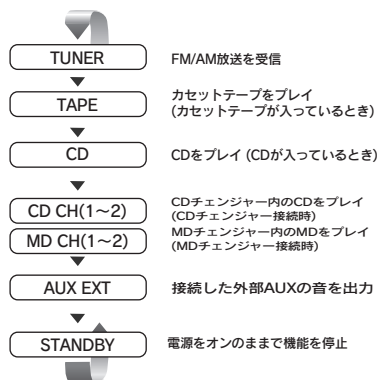 TUNER FM/AM放送を受信
TAPE カセットテープをプレイ
(カセットテープが入っているとき)
CD CDをプレイ (CDが入っているとき)
CD CH(1～2) CDチェンジャー内のCDをプレイ
(CDチェンジャー接続時)
MD CH(1～2) MDチェンジャー内のMDをプレイ
(MDチェンジャー接続時)
AUX EXT 接続した外部AUXの音を出力
STANDBY 電源をオンのままで機能を停止